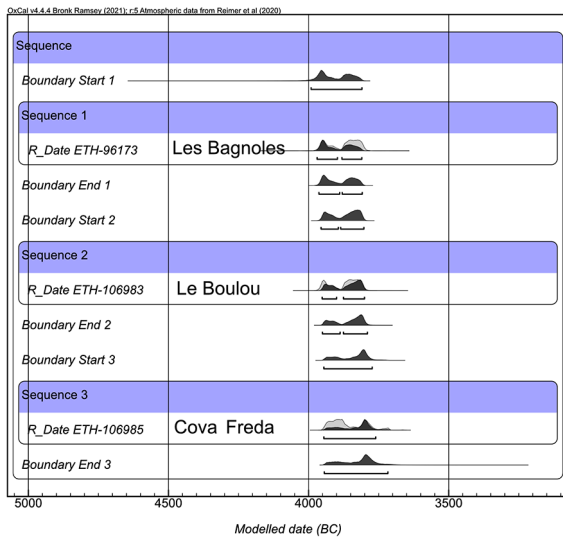 OxCal v4.4.4 Bronk Ramsey (2021); r:5 Atmospheric data from Reimer et al (2020)
Sequence
Boundary Start 1
Sequence 1
R_Date ETH-96173 Les Bagnoles
Boundary End 1
Boundary Start 2
Sequence 2
R_Date ETH-106983 Le Boulou
Boundary End 2
Boundary Start 3
Sequence 3
R_Date ETH-106985 Cova Freda
Boundary End 3
5000 4500 4000 3500
Modelled date (BC)